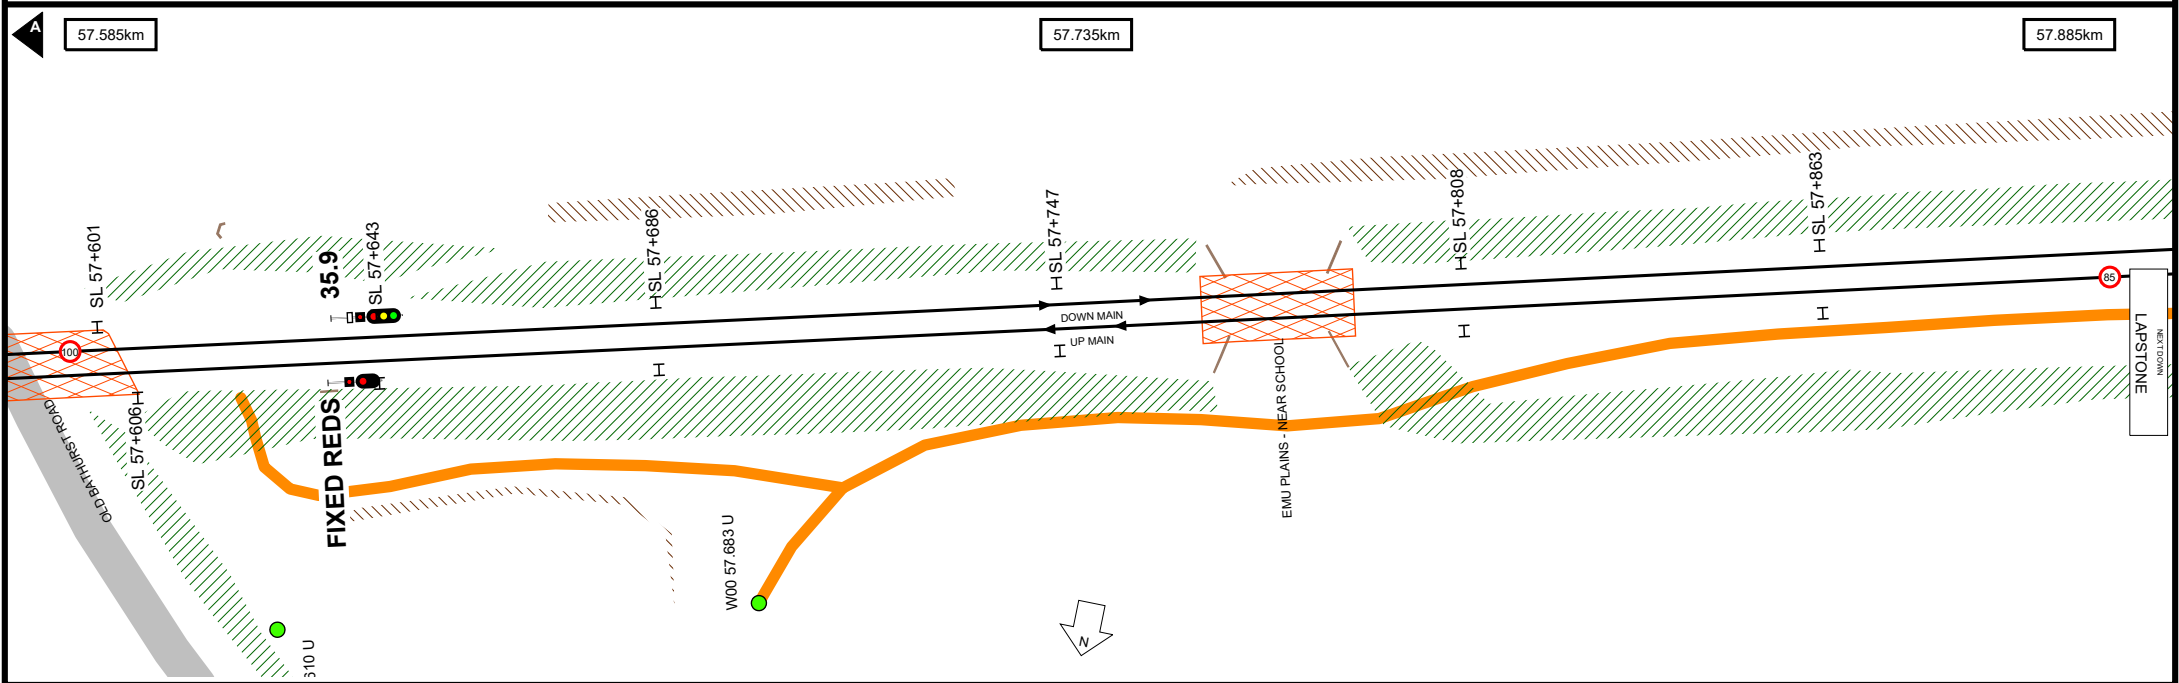 A
57.585km
57.735km
57.885km
SL 57+601
35.9
SL 57+643
SL 57+686
SL 57+747
SL 57+808
SL 57+863
100
DOWN MAIN
UP MAIN
85
LAPSTONE
NEXT DOWN
OLD BATHURST ROAD
SL 57+606
FIXED REDS
EMU PLAINS - NEAR SCHOOL
W00 57.683 U
N
610 U